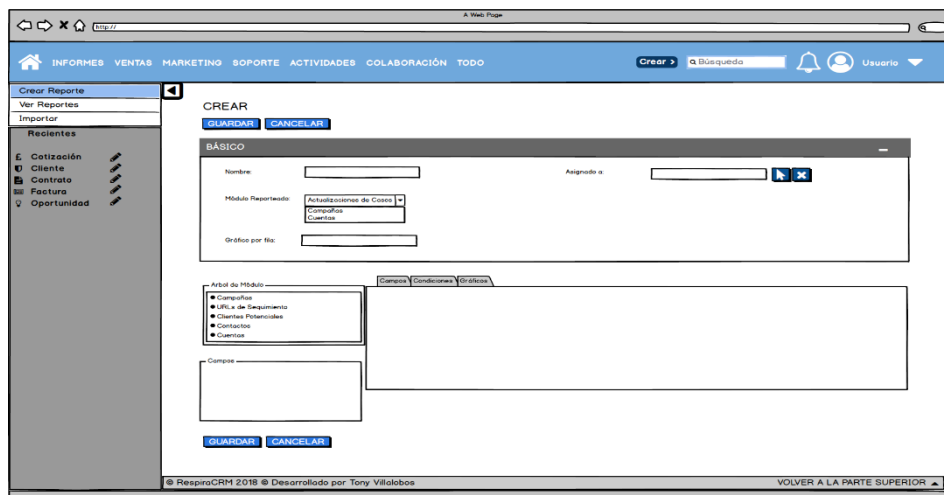 A Web Page
http://
INFORMES VENTAS MARKETING SOPORTE ACTIVIDADES COLABORACIÓN TODO Crear Búsqueda Usuario
Crear Reporte
Ver Reportes
Importar
Recientes
Cotización
Cliente
Contrato
Factura
Oportunidad
CREAR
GUARDAR CANCELAR
BÁSICO
Nombre: Asignado a:
Módulo Reporteado: Actualizaciones de Casos
Campañas
Cuentas
Gráfico por fila:
Arbol de Módulo
Campañas
URLs de Seguimiento
Clientes Potenciales
Contactos
Cuentas
Campos Condiciones Gráficos
Campos
GUARDAR CANCELAR
© RespiraCRM 2018 © Desarrollado por Tony Villalobos VOLVER A LA PARTE SUPERIOR